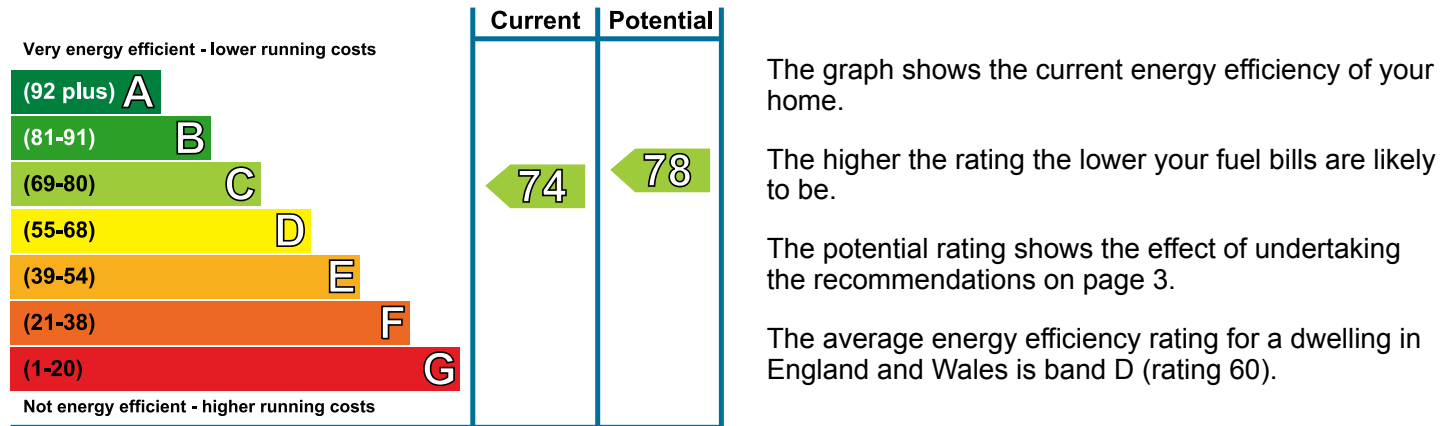 Current Potential
Very energy efficient - lower running costs
(92 plus) A
(81-91) B
(69-80) C
(55-68) D
(39-54) E
(21-38) F
(1-20) G
Not energy efficient - higher running costs
74
78
The graph shows the current energy efficiency of your
home.
The higher the rating the lower your fuel bills are likely
to be.
The potential rating shows the effect of undertaking
the recommendations on page 3.
The average energy efficiency rating for a dwelling in
England and Wales is band D (rating 60).